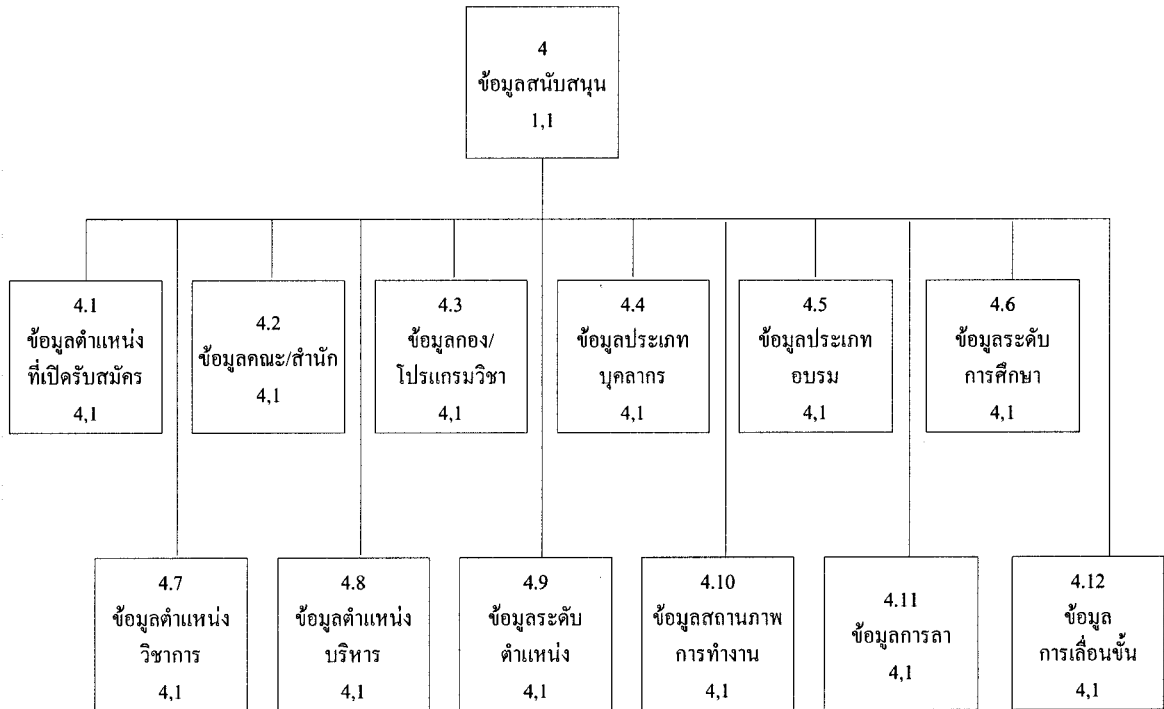 4
ข้อมูลสนับสนุน
1,1
4.1
ข้อมูลตำแหน่ง
ที่เปิดรับสมัคร
4,1
4.2
ข้อมูลคณะ/สำนัก
4,1
4.3
ข้อมูลกอง/
โปรแกรมวิชา
4,1
4.4
ข้อมูลประเภท
บุคลากร
4,1
4.5
ข้อมูลประเภท
อบรม
4,1
4.6
ข้อมูลระดับ
การศึกษา
4,1
4.7
ข้อมูลตำแหน่ง
วิชาการ
4,1
4.8
ข้อมูลตำแหน่ง
บริหาร
4,1
4.9
ข้อมูลระดับ
ตำแหน่ง
4,1
4.10
ข้อมูลสถานภาพ
การทำงาน
4,1
4.11
ข้อมูลการลา
4,1
4.12
ข้อมูล
การเลื่อนขั้น
4,1